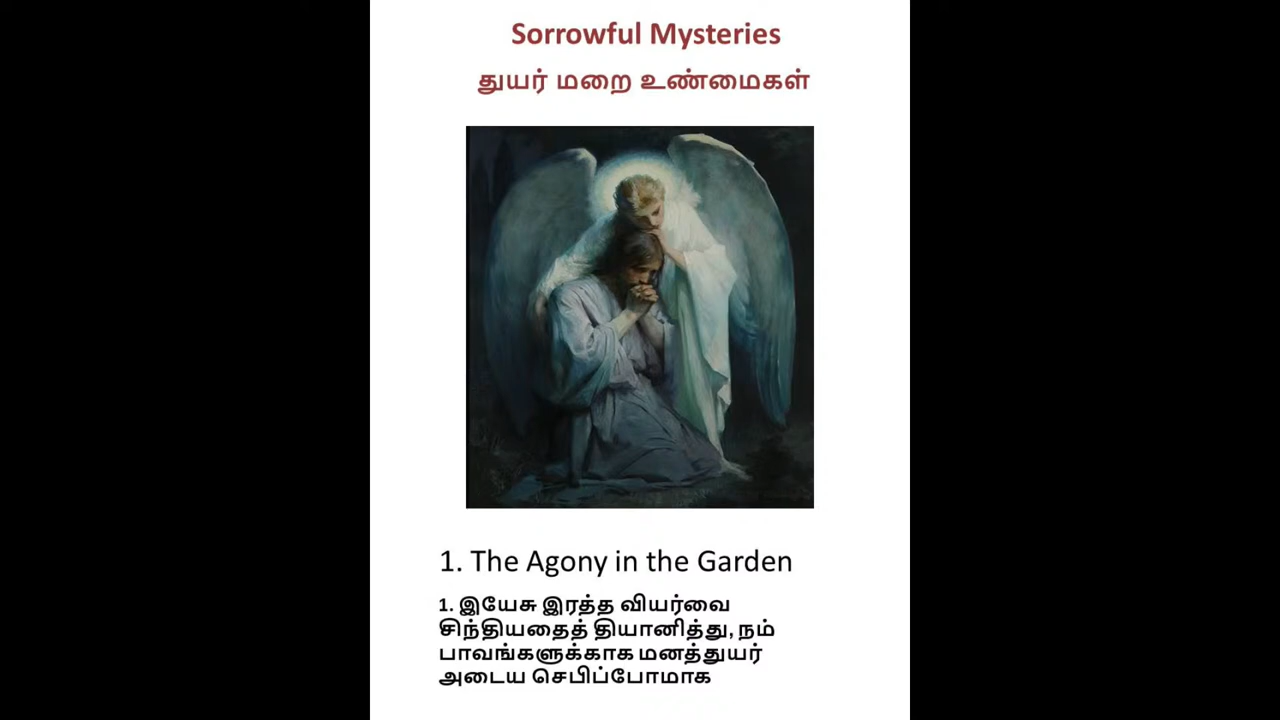 Sorrowful Mysteries
துயர் மறை உண்மைகள்
1. The Agony in the Garden
1. இயேசு இரத்த வியர்வை
சிந்தியதைத் தியானித்து, நம்
பாவங்களுக்காக மனத்துயர்
அடைய செபிப்போமாக